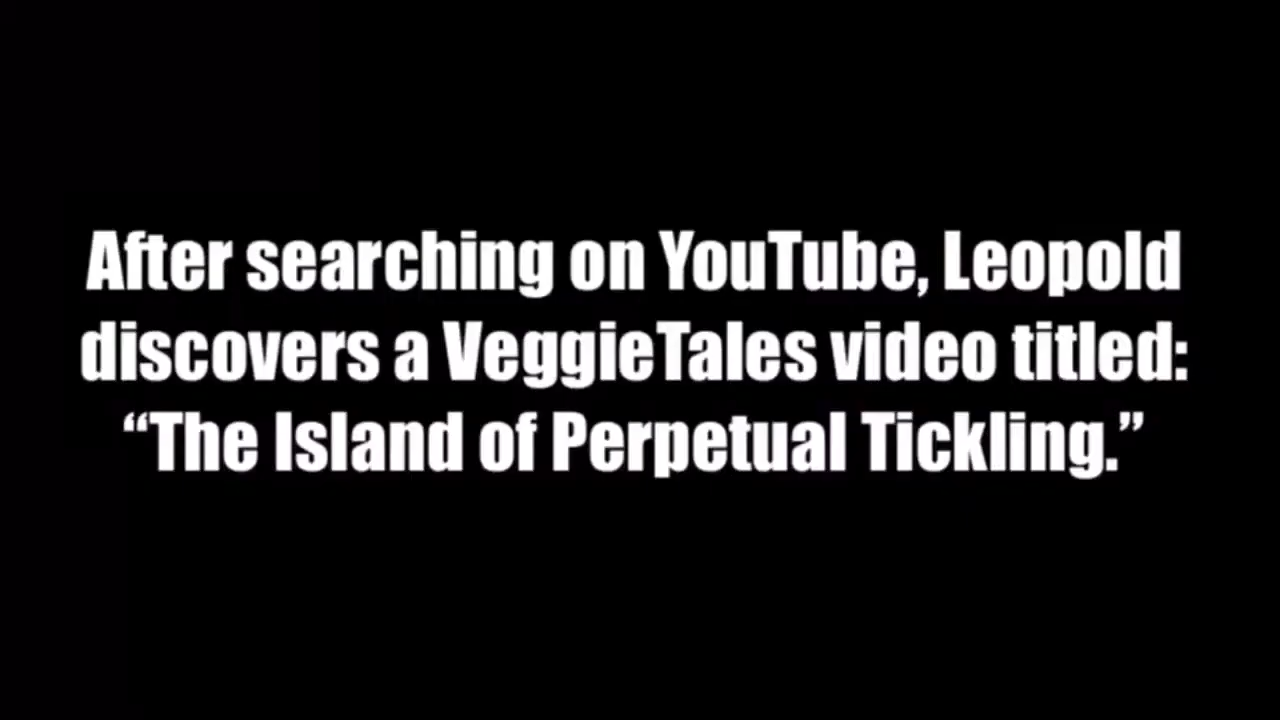 After searching on YouTube, Leopold
discovers a VeggieTales video titled:
“The Island of Perpetual Tickling.”